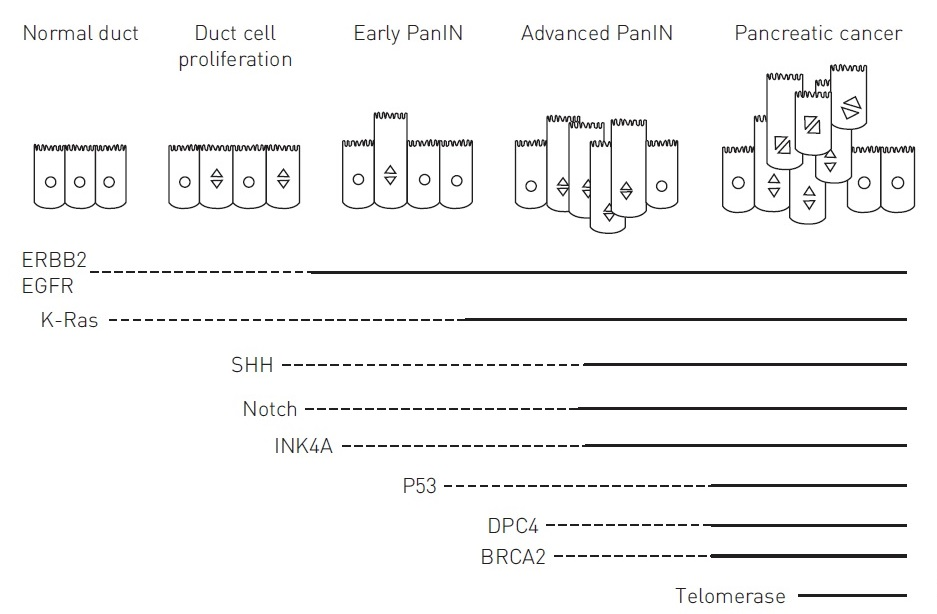 Normal duct
Duct cell
proliferation
Early PanIN
Advanced PanIN
Pancreatic cancer
ERBB2
EGFR
K-Ras
SHH
Notch
INK4A
P53
DPC4
BRCA2
Telomerase